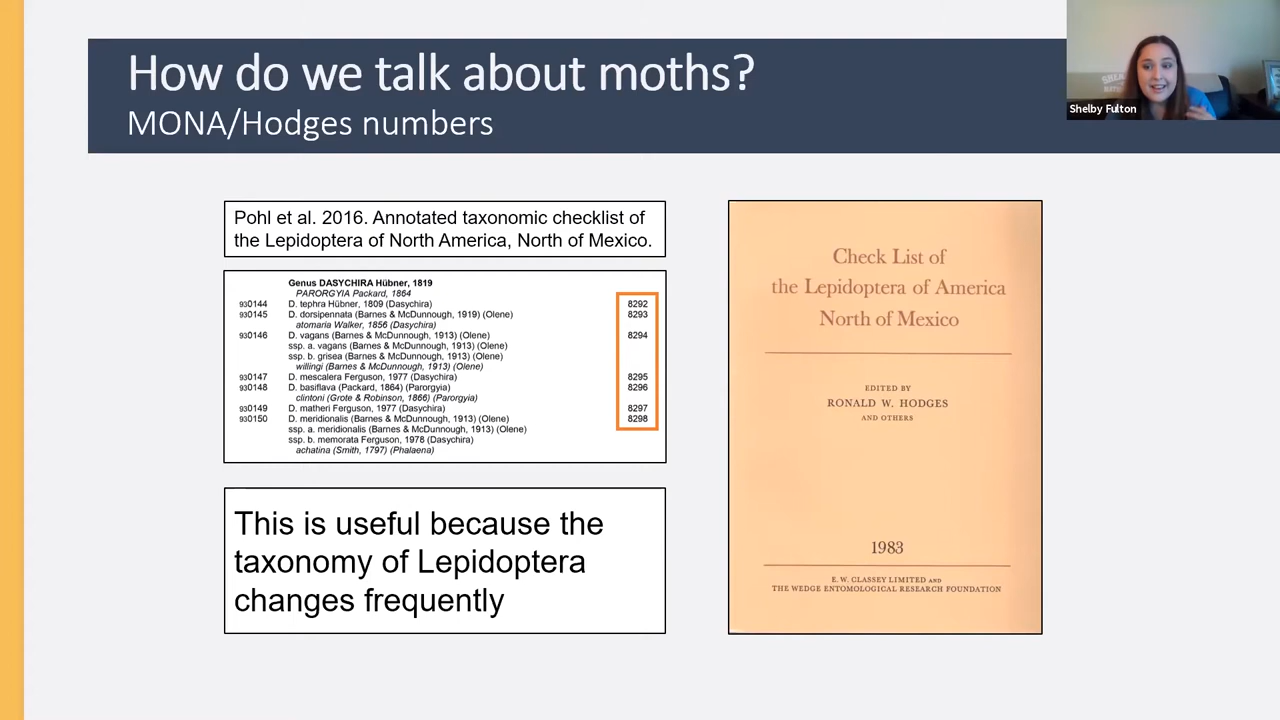 How do we talk about moths?
MONA/Hodges numbers
Shelby Fulton
Pohl et al. 2016. Annotated taxonomic checklist of
the Lepidoptera of North America, North of Mexico.
Genus DASYCHIRA Hübner, 1819
PARORGYIA Packard, 1864
930144 D. tephra Hübner, 1809 (Dasychira) 8292
930145 D. dorsipennata (Barnes & McDunnough, 1919) (Olene) 8293
atomaria Walker, 1856 (Dasychira)
930146 D. vagans (Barnes & McDunnough, 1913) (Olene) 8294
ssp. a. vagans (Barnes & McDunnough, 1913) (Olene)
ssp. b. grisea (Barnes & McDunnough, 1913) (Olene)
willingi (Barnes & McDunnough, 1913) (Olene)
930147 D. mescalera Ferguson, 1977 (Dasychira) 8295
930148 D. basiflava (Packard, 1864) (Parorgyia) 8296
clintoni (Grote & Robinson, 1866) (Parorgyia)
930149 D. matheri Ferguson, 1977 (Dasychira) 8297
930150 D. meridionalis (Barnes & McDunnough, 1913) (Olene) 8298
ssp. a. meridionalis (Barnes & McDunnough, 1913) (Olene)
ssp. b. memorata Ferguson, 1978 (Dasychira)
achatina (Smith, 1797) (Phalaena)
This is useful because the
taxonomy of Lepidoptera
changes frequently
Check List of
the Lepidoptera of America
North of Mexico
EDITED BY
RONALD W. HODGES
AND OTHERS
1983
E. W. CLASSEY LIMITED AND
THE WEDGE ENTOMOLOGICAL RESEARCH FOUNDATION